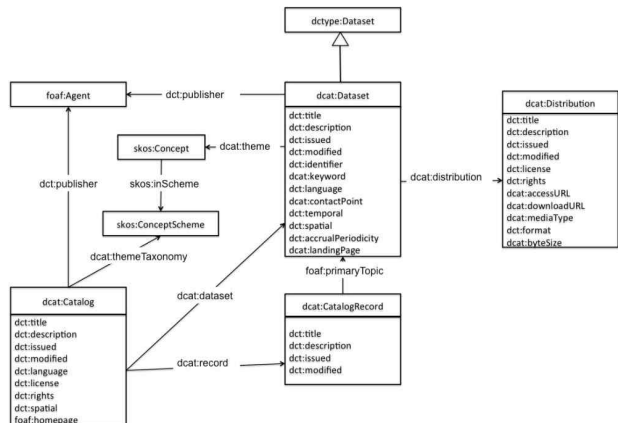 dctype:Dataset
foaf:Agent
dct:publisher
dcat:Dataset
dct:title
dct:description
dct:issued
dct:modified
dct:identifier
dcat:keyword
dct:language
dcat:contactPoint
dct:temporal
dct:spatial
dct:accrualPeriodicity
dcat:landingPage
dcat:Distribution
dct:title
dct:description
dct:issued
dct:modified
dct:license
dct:rights
dcat:accessURL
dcat:downloadURL
dcat:mediaType
dct:format
dcat:byteSize
skos:Concept
dcat:theme
dct:publisher
skos:inScheme
dcat:distribution
skos:ConceptScheme
dcat:themeTaxonomy
foaf:primaryTopic
dcat:dataset
dcat:Catalog
dct:title
dct:description
dct:issued
dct:modified
dct:language
dct:license
dct:rights
dct:spatial
foaf:homepage
dcat:record
dcat:CatalogRecord
dct:title
dct:description
dct:issued
dct:modified